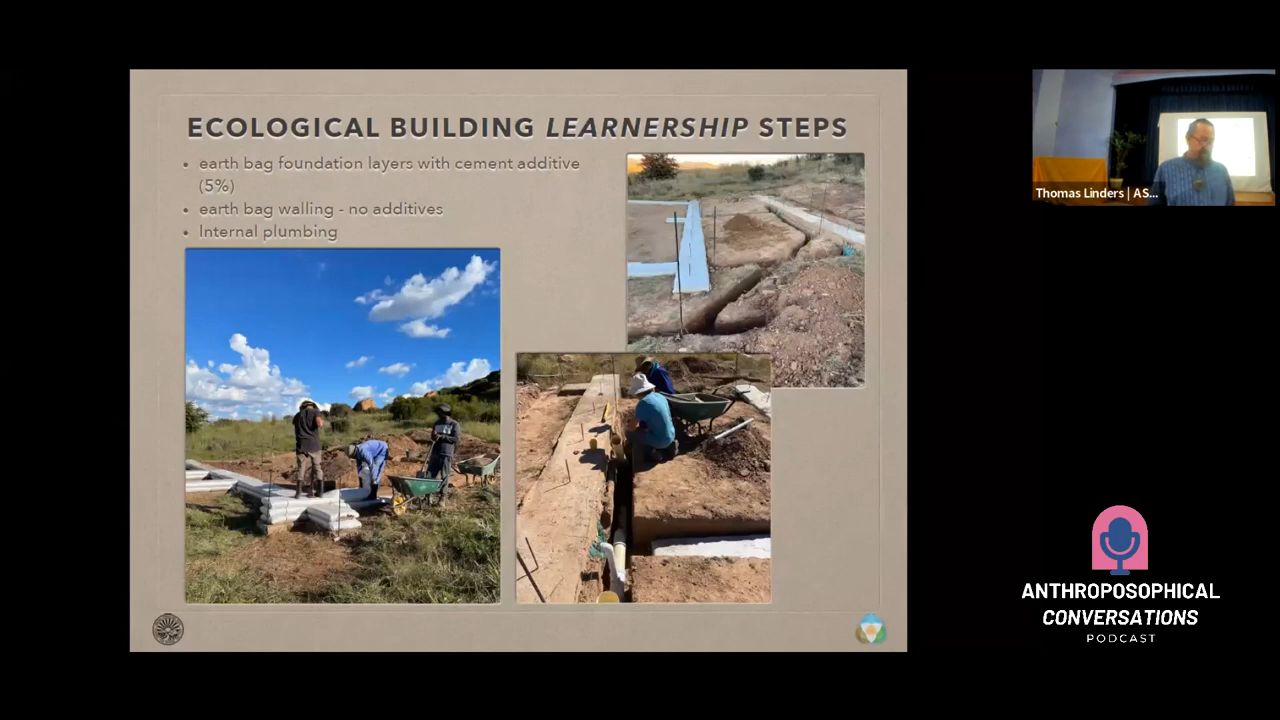 ECOLOGICAL BUILDING LEARNERSHIP STEPS
• earth bag foundation layers with cement additive
(5%)
• earth bag walling - no additives
• Internal plumbing
Thomas Linders | AS...
ANTHROPOSOPHICAL
CONVERSATIONS
PODCAST